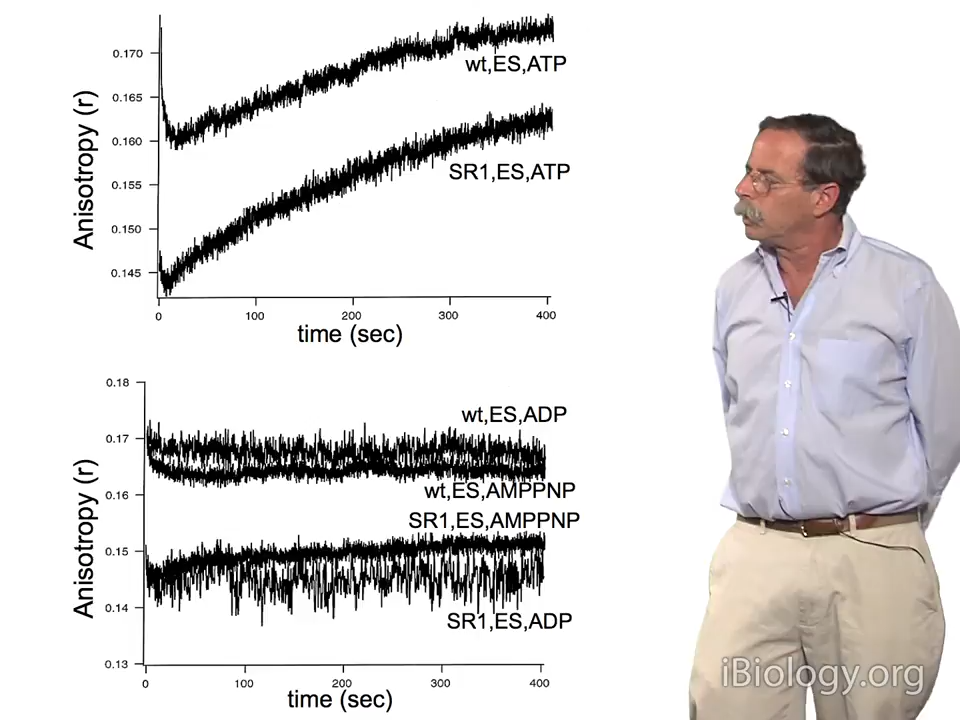 0.170
0.165
0.160
0.155
0.150
0.145
Anisotropy (r)
wt,ES,ATP
SR1,ES,ATP
0 100 200 300 400
time (sec)
0.18
0.17
0.16
0.15
0.14
0.13
Anisotropy (r)
wt,ES,ADP
wt,ES,AMPPNP
SR1,ES,AMPPNP
SR1,ES,ADP
0 100 200 300 400
time (sec)
iBiology.org